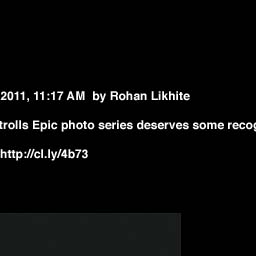 2011, 11:17 AM by Rohan Likhite
trolls Epic photo series deserves some recog
http://cl.ly/4b73